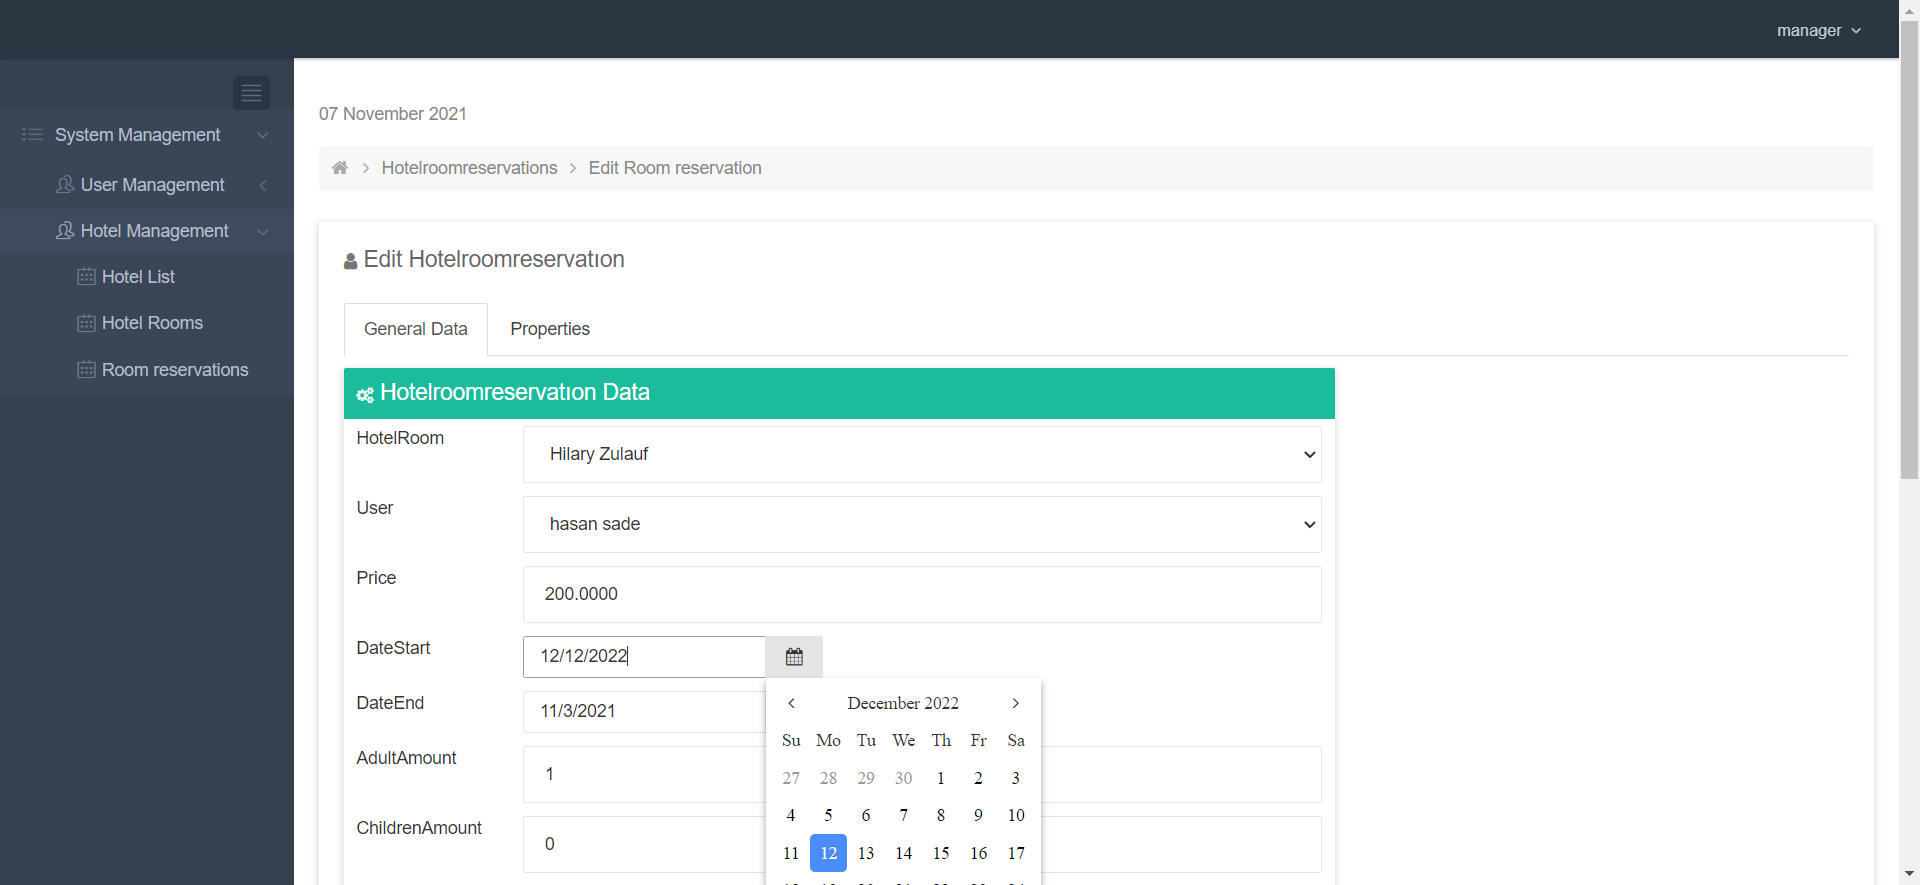 manager
System Management
User Management
Hotel Management
Hotel List
Hotel Rooms
Room reservations
07 November 2021
Hotelroomreservations > Edit Room reservation
Edit Hotelroomreservatıon
General Data Properties
Hotelroomreservatıon Data
HotelRoom Hilary Zulauf
User hasan sade
Price 200.0000
DateStart 12/12/2022
DateEnd 11/3/2021
AdultAmount 1
ChildrenAmount 0
December 2022
Su Mo Tu We Th Fr Sa
27 28 29 30 1 2 3
4 5 6 7 8 9 10
11 12 13 14 15 16 17